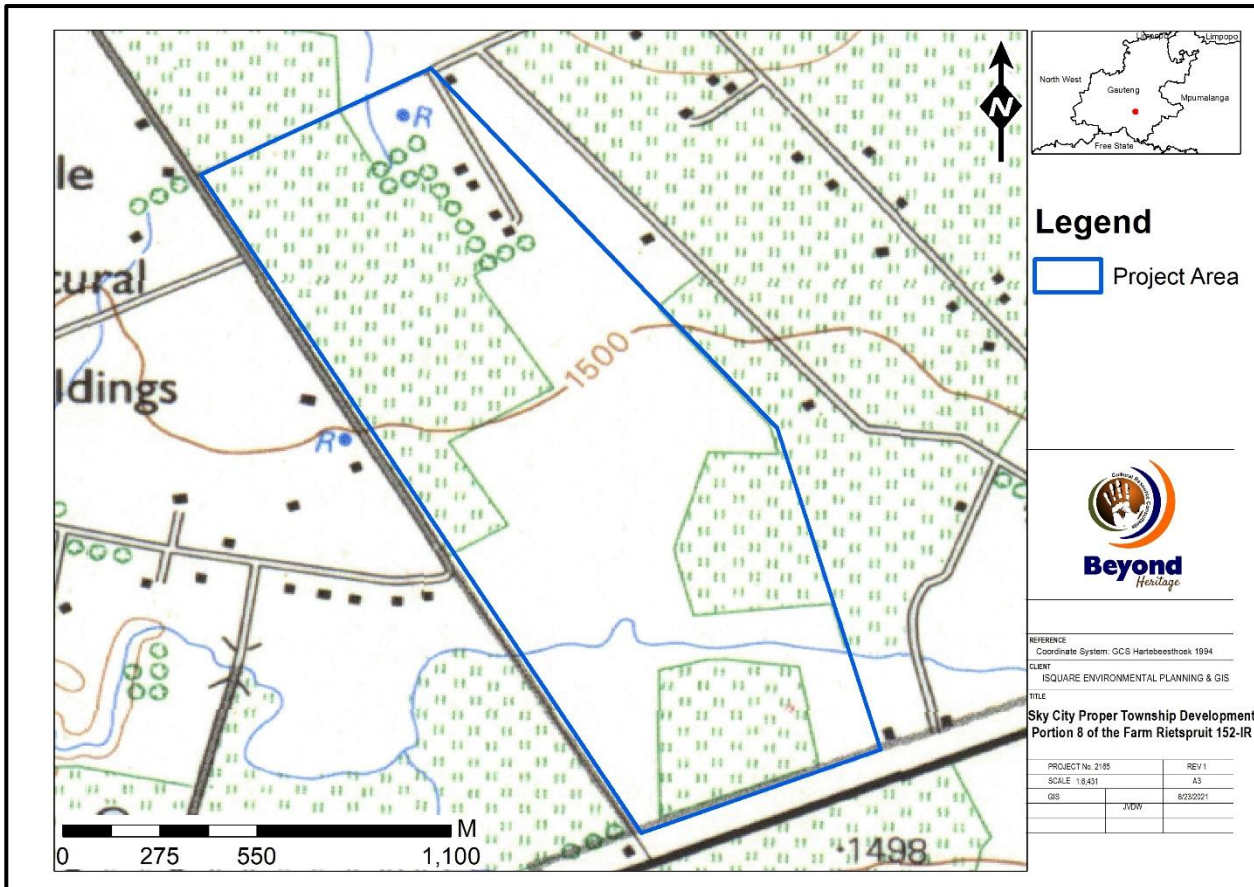 le
tural
ldings
R
R
1500
1498
N
0 275 550 1,100 M
Limpopo
Limpopo
North West
Gauteng
Mpumalanga
Free State
Legend
Project Area
Beyond
Heritage
REFERENCE
Coordinate System: GCS Hartebeesthoek 1994
CLIENT
ISQUARE ENVIRONMENTAL PLANNING & GIS
TITLE
Sky City Proper Township Development
Portion 8 of the Farm Rietspruit 152-IR
PROJECT No. 2165 REV 1
SCALE 1:8,431 A3
GIS 8/23/2021
JVDW